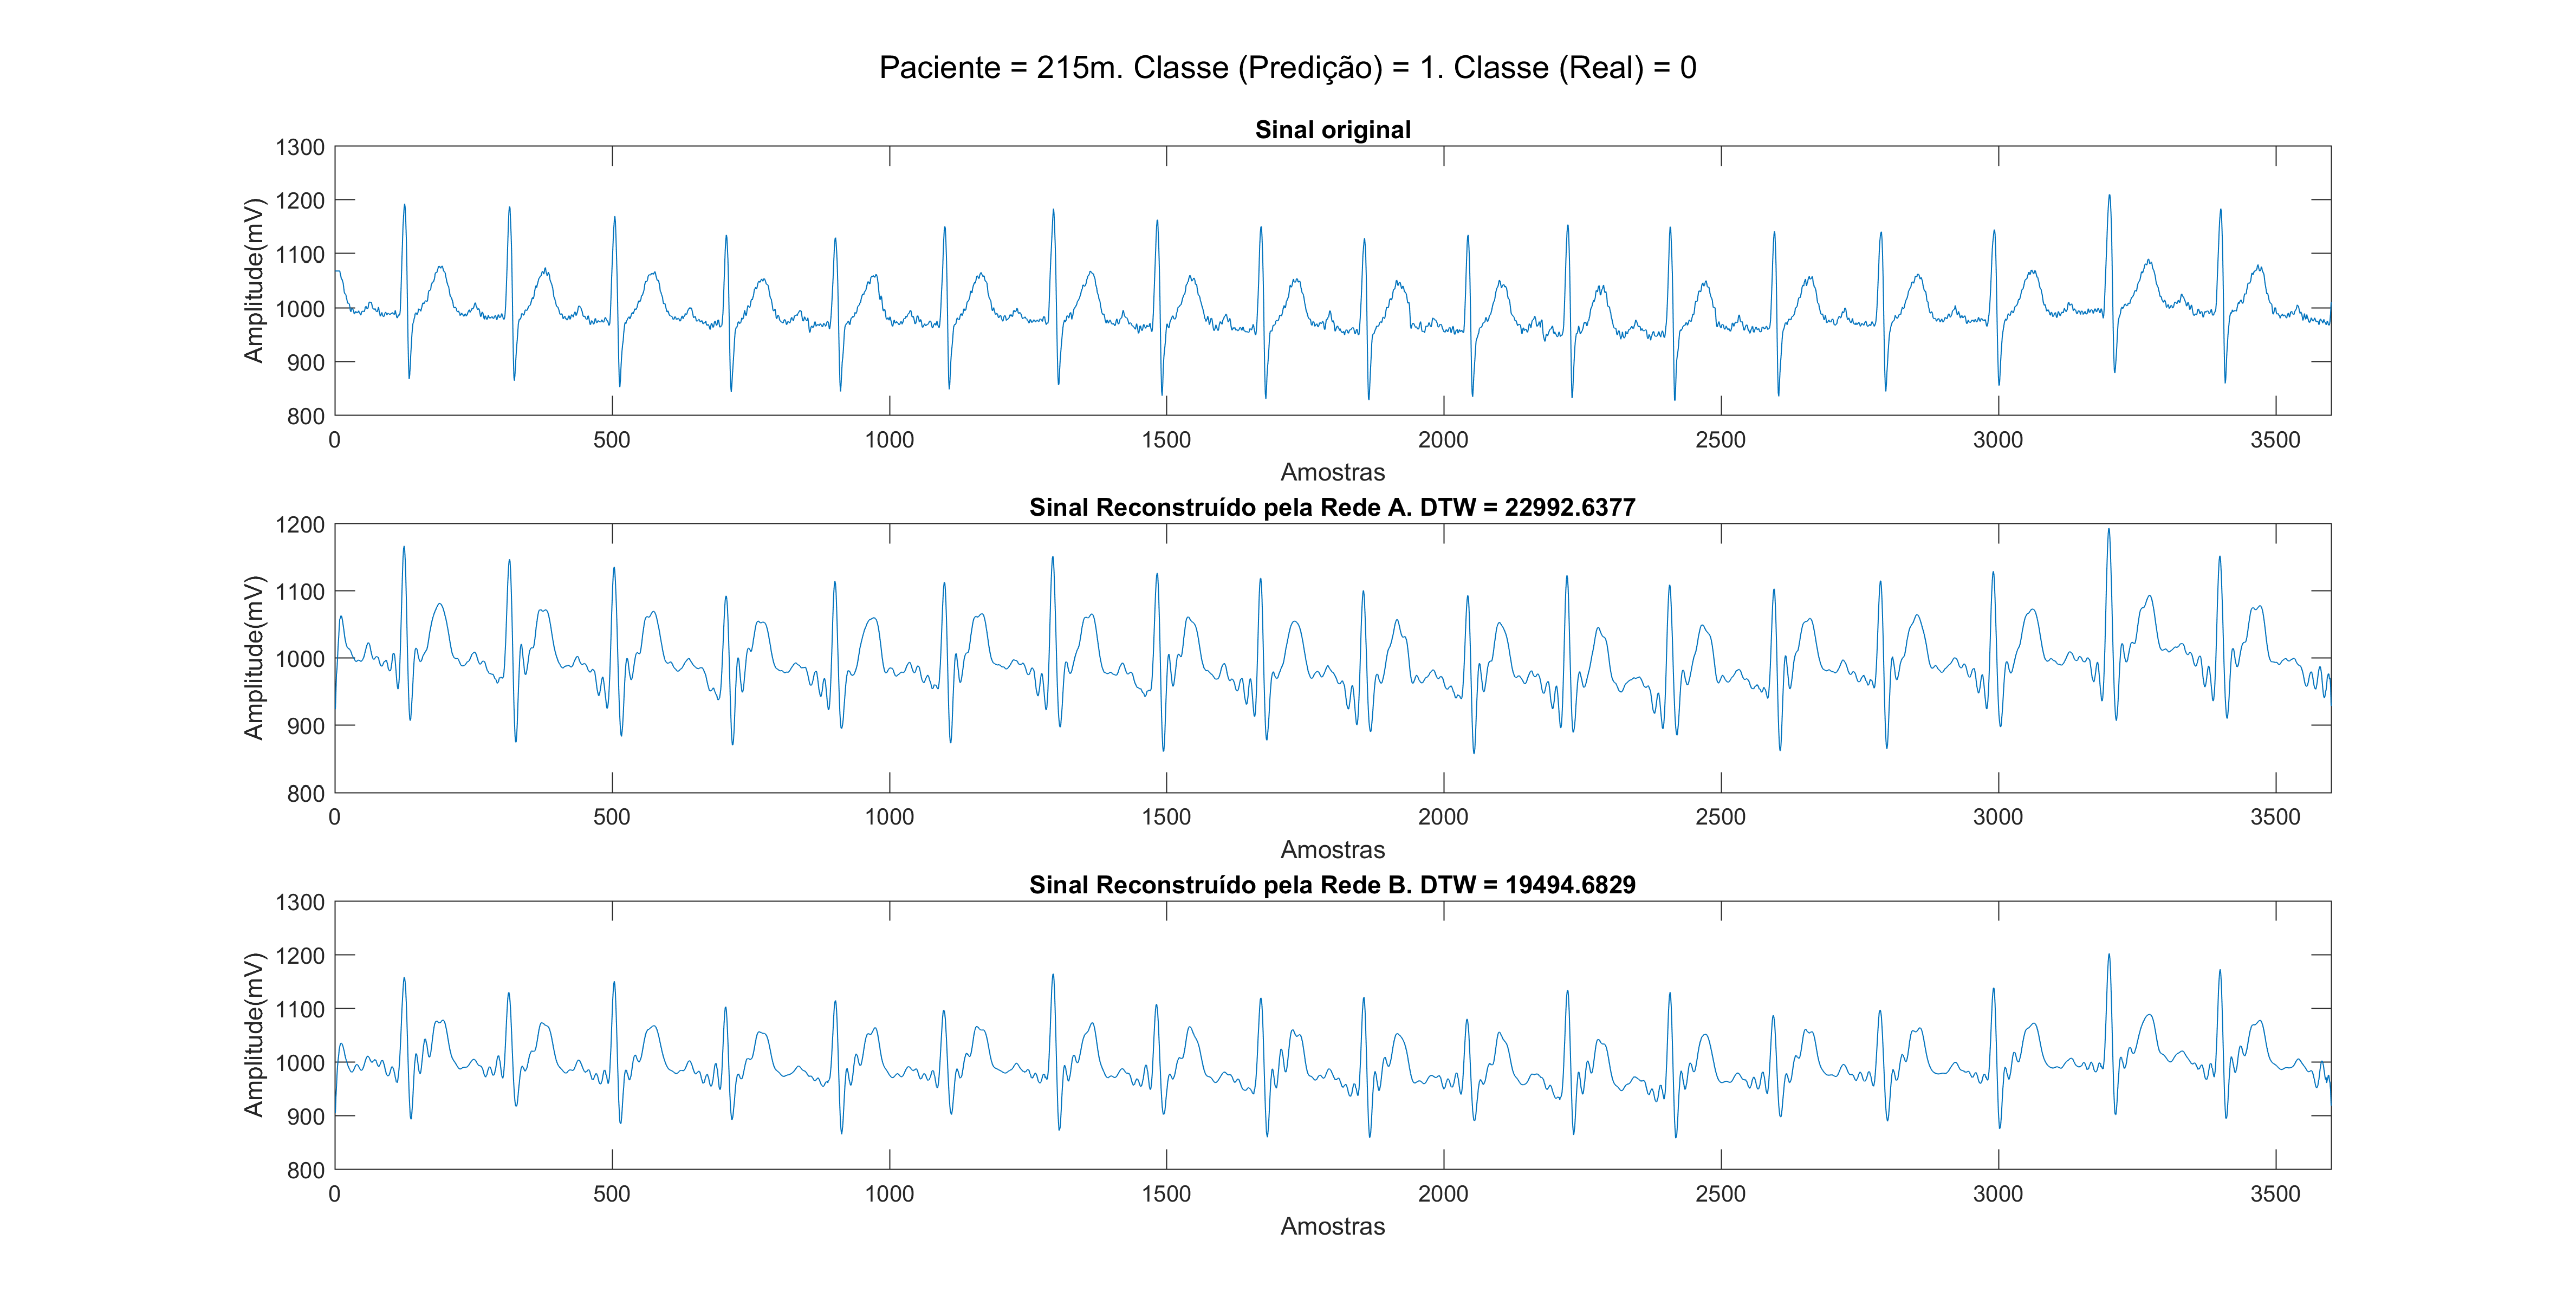 Paciente = 215m. Classe (Predição) = 1. Classe (Real) = 0
Sinal original
1300
1200
1100
1000
900
800
Amplitude(mV)
0 500 1000 1500 2000 2500 3000 3500
Amostras
Sinal Reconstruído pela Rede A. DTW = 22992.6377
1200
1100
1000
900
800
Amplitude(mV)
0 500 1000 1500 2000 2500 3000 3500
Amostras
Sinal Reconstruído pela Rede B. DTW = 19494.6829
1300
1200
1100
1000
900
800
Amplitude(mV)
0 500 1000 1500 2000 2500 3000 3500
Amostras